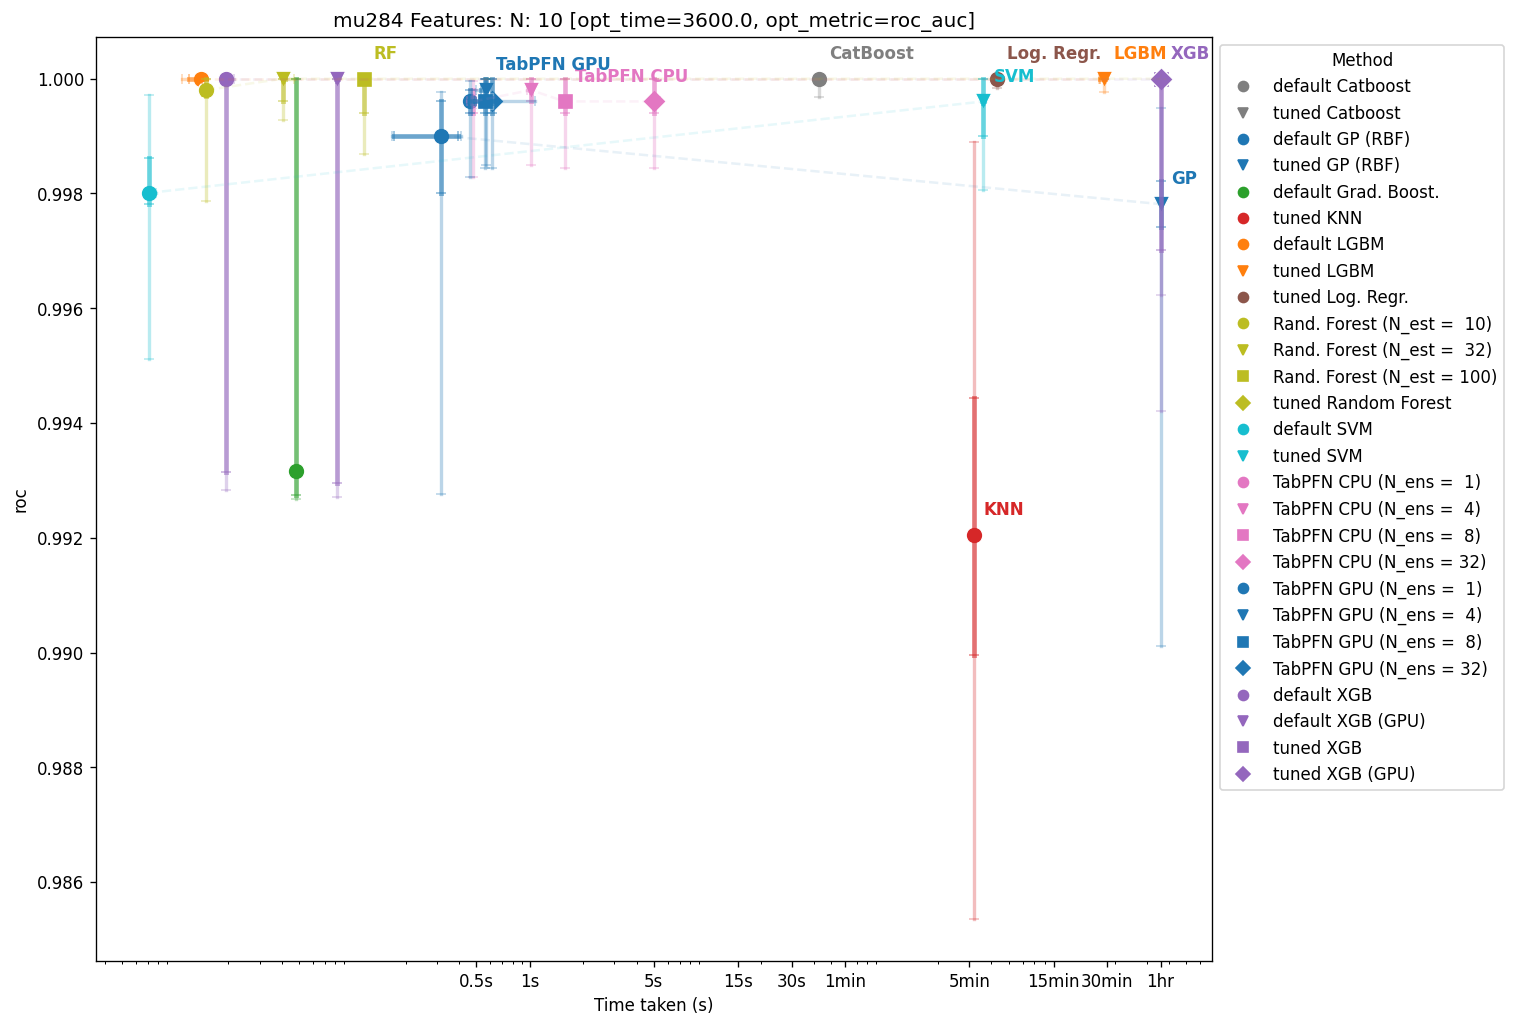 mu284 Features: N: 10 [opt_time=3600.0, opt_metric=roc_auc]
RF
CatBoost
Log. Regr.
LGBM
XGB
TabPFN GPU
TabPFN CPU
SVM
GP
KNN
1.000
0.998
0.996
0.994
0.992
0.990
0.988
0.986
roc
0.5s
1s
5s
15s
30s
1min
5min
15min
30min
1hr
Time taken (s)
Method
default Catboost
tuned Catboost
default GP (RBF)
tuned GP (RBF)
default Grad. Boost.
tuned KNN
default LGBM
tuned LGBM
tuned Log. Regr.
Rand. Forest (N_est =  10)
Rand. Forest (N_est =  32)
Rand. Forest (N_est = 100)
tuned Random Forest
default SVM
tuned SVM
TabPFN CPU (N_ens =  1)
TabPFN CPU (N_ens =  4)
TabPFN CPU (N_ens =  8)
TabPFN CPU (N_ens = 32)
TabPFN GPU (N_ens =  1)
TabPFN GPU (N_ens =  4)
TabPFN GPU (N_ens =  8)
TabPFN GPU (N_ens = 32)
default XGB
default XGB (GPU)
tuned XGB
tuned XGB (GPU)